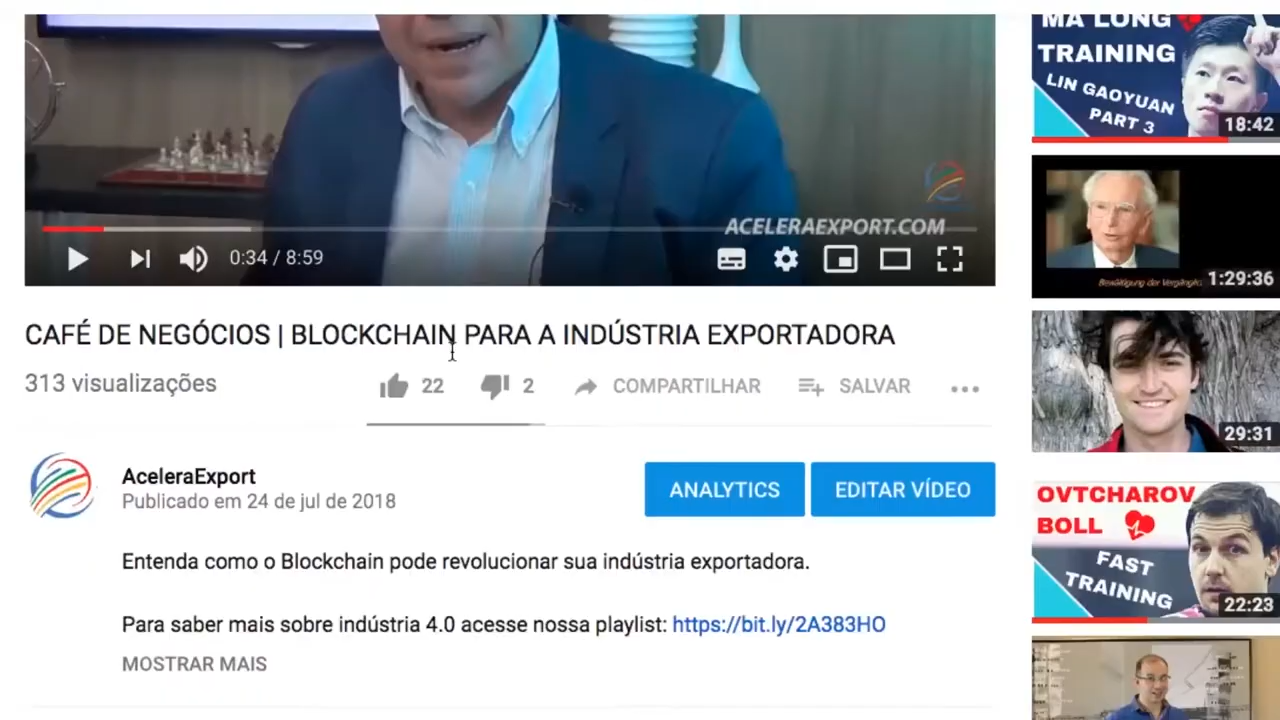 ACELERAEXPORT.COM
0:34 / 8:59
CAFÉ DE NEGÓCIOS | BLOCKCHAIN PARA A INDÚSTRIA EXPORTADORA
313 visualizações
22
2
COMPARTILHAR
SALVAR
AceleraExport
Publicado em 24 de jul de 2018
ANALYTICS
EDITAR VÍDEO
Entenda como o Blockchain pode revolucionar sua indústria exportadora.
Para saber mais sobre indústria 4.0 acesse nossa playlist: https://bit.ly/2A383HO
MOSTRAR MAIS
MA LONG
TRAINING
LIN GAOYUAN
PART 3
18:42
der
1:29:36
29:31
OVTCHAROV
BOLL
FAST
TRAINING
22:23